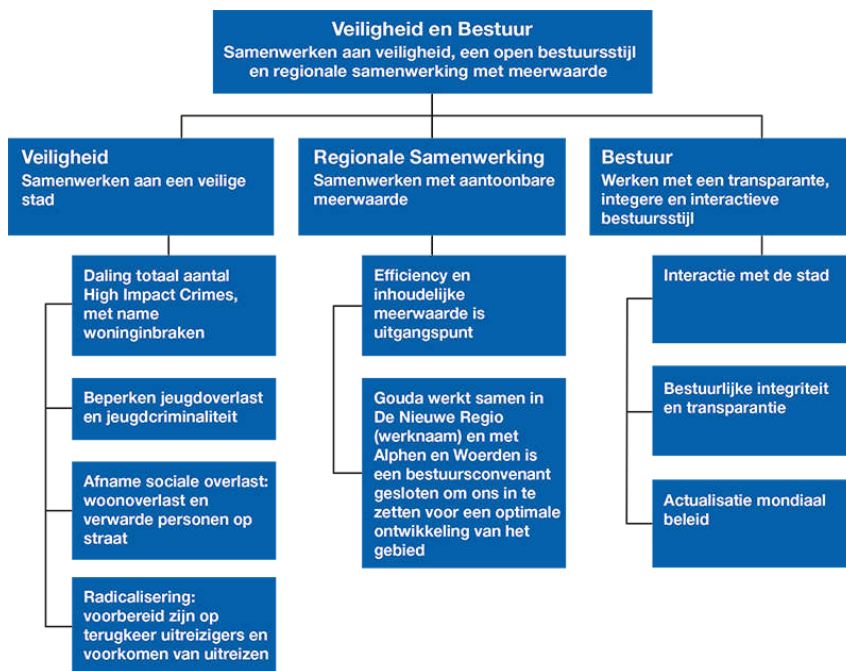 Veiligheid en Bestuur
Samenwerken aan veiligheid, een open bestuursstijl
en regionale samenwerking met meerwaarde
Veiligheid
Samenwerken aan een veilige
stad
Daling totaal aantal
High Impact Crimes,
met name
woninginbraken
Beperken jeugdoverlast
en jeugdcriminaliteit
Afname sociale overlast:
woonoverlast en
verwarde personen op
straat
Radicalisering:
voorbereid zijn op
terugkeer uitreizigers en
voorkomen van uitreizen
Regionale Samenwerking
Samenwerken met aantoonbare
meerwaarde
Efficiency en
inhoudelijke
meerwaarde is
uitgangspunt
Gouda werkt samen in
De Nieuwe Regio
(werknaam) en met
Alphen en Woerden is
een bestuursconvenant
gesloten om ons in te
zetten voor een optimale
ontwikkeling van het
gebied
Bestuur
Werken met een transparante,
integere en interactieve
bestuursstijl
Interactie met de stad
Bestuurlijke integriteit
en transparantie
Actualisatie mondiaal
beleid